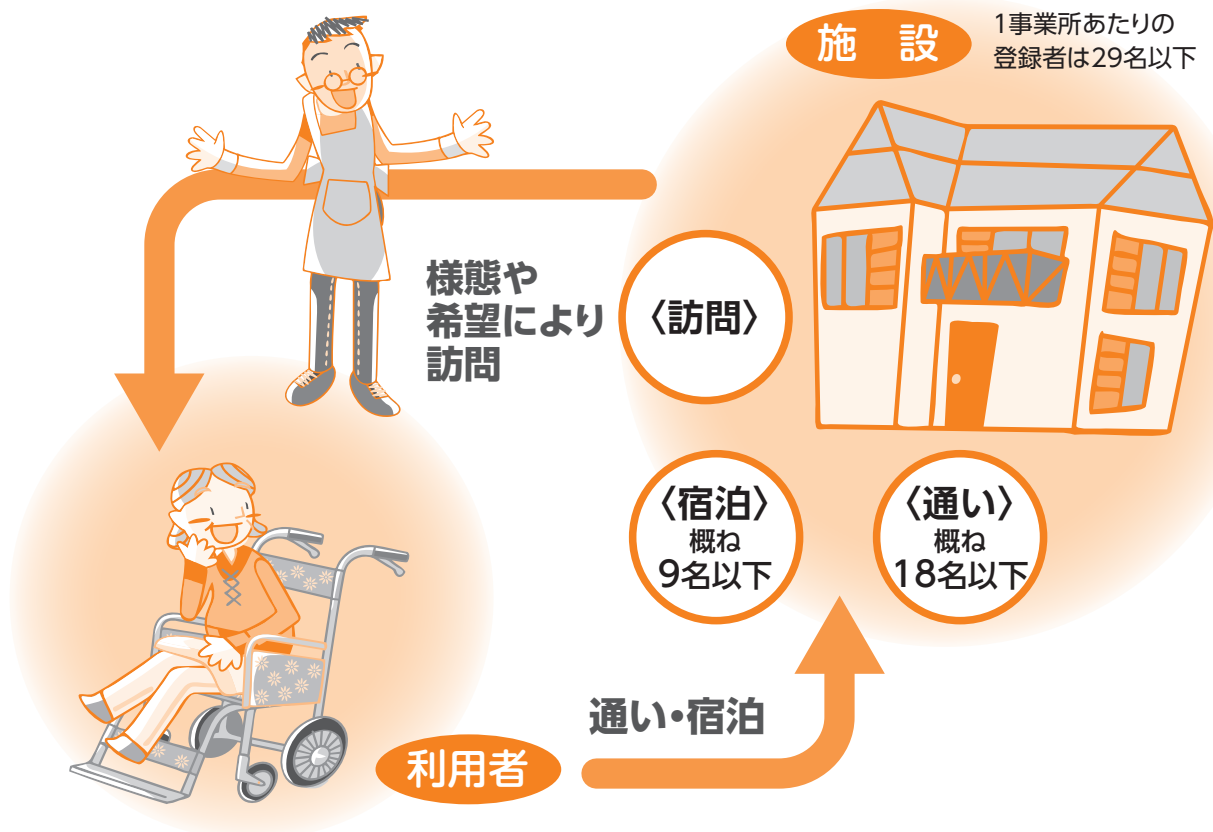 施 設
1事業所あたりの
登録者は29名以下
様態や
希望により
訪問
〈訪問〉
〈宿泊〉
概ね
9名以下
〈通い〉
概ね
18名以下
通い・宿泊
利用者